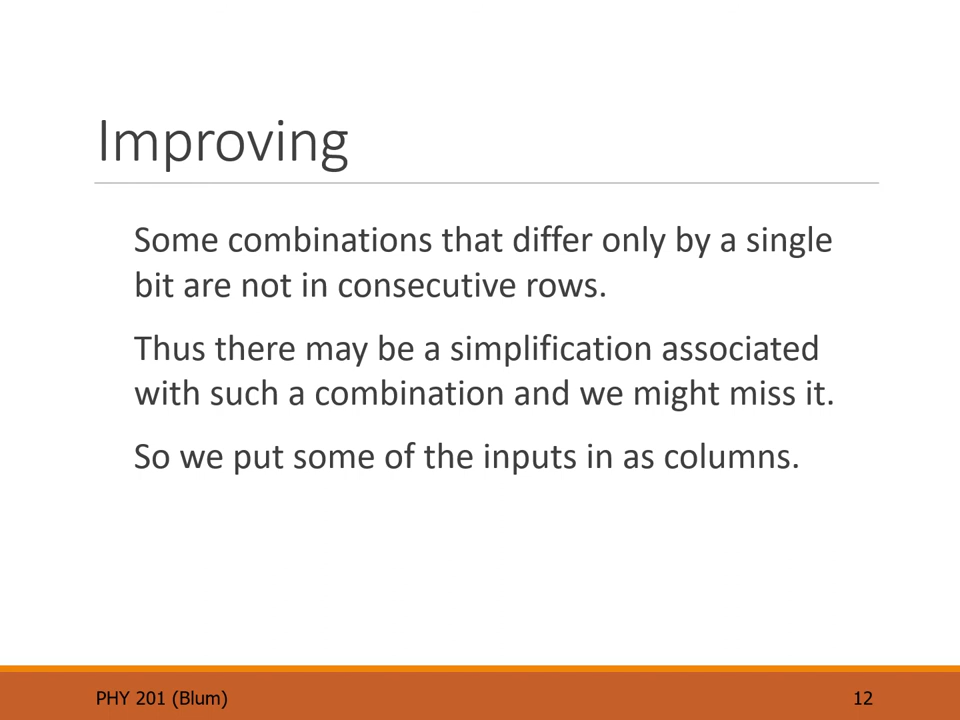 Improving
Some combinations that differ only by a single
bit are not in consecutive rows.
Thus there may be a simplification associated
with such a combination and we might miss it.
So we put some of the inputs in as columns.
PHY 201 (Blum) 12